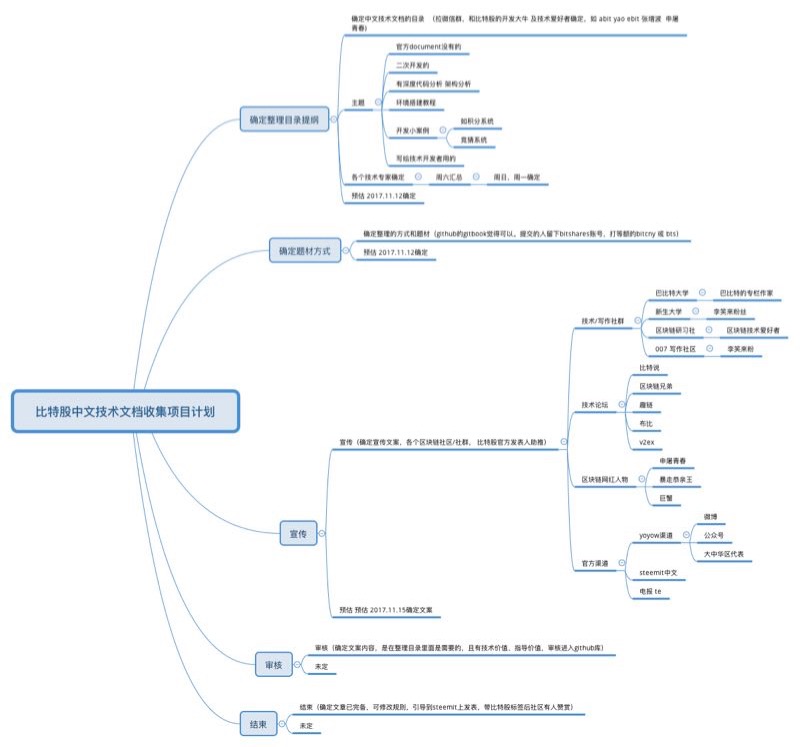 比特股中文技术文档收集项目计划
确定整理目录提纲
确定中文技术文档的目录 （拉微信群，和比特股的开发大牛 及技术爱好者确定，如 abit yao ebit 张增波 申屠
青春）
主题
官方document没有的
二次开发的
有深度代码分析 架构分析
环境搭建教程
开发小案例
如积分系统
竞猜系统
写给技术开发者用的
各个技术专家确定
周六汇总
周日，周一确定
预估 2017.11.12确定
确定题材方式
确定整理的方式和题材（github的gitbook觉得可以。提交的人留下bitshares账号，打等额的bitcny 或 bts）
预估 2017.11.12确定
宣传
宣传（确定宣传文案，各个区块链社区/社群， 比特股官方发表人助推）
技术/写作社群
巴比特大学
巴比特的专栏作家
新生大学
李笑来粉丝
区块链研习社
区块链技术爱好者
007 写作社区
李笑来粉
技术论坛
比特说
区块链兄弟
趣链
布比
v2ex
区块链网红人物
申屠青春
暴走恭亲王
巨蟹
官方渠道
yoyow渠道
微博
公众号
大中华区代表
steemit中文
电报 te
预估 预估 2017.11.15确定文案
审核
审核（确定文案内容，是在整理目录里面是需要的，且有技术价值、指导价值，审核进入github库）
未定
结束
结束（确定文章已完备，可修改规则，引导到steemit上发表，带比特股标签后社区有人赞赏）
未定